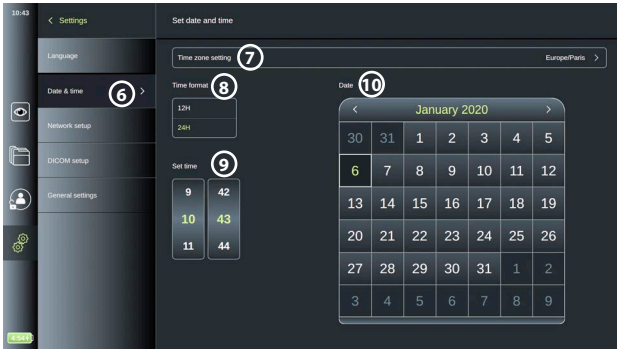 10:43
Settings
Set date and time
Language
Date & time
6
Network setup
DICOM setup
General settings
Time zone setting
7
Europe/Paris
Time format
8
12H
24H
Set time
9
9 42
10 43
11 44
Date
10
January 2020
30 31 1 2 3 4 5
6 7 8 9 10 11 12
13 14 15 16 17 18 19
20 21 22 23 24 25 26
27 28 29 30 31 1 2
3 4 5 6 7 8 9